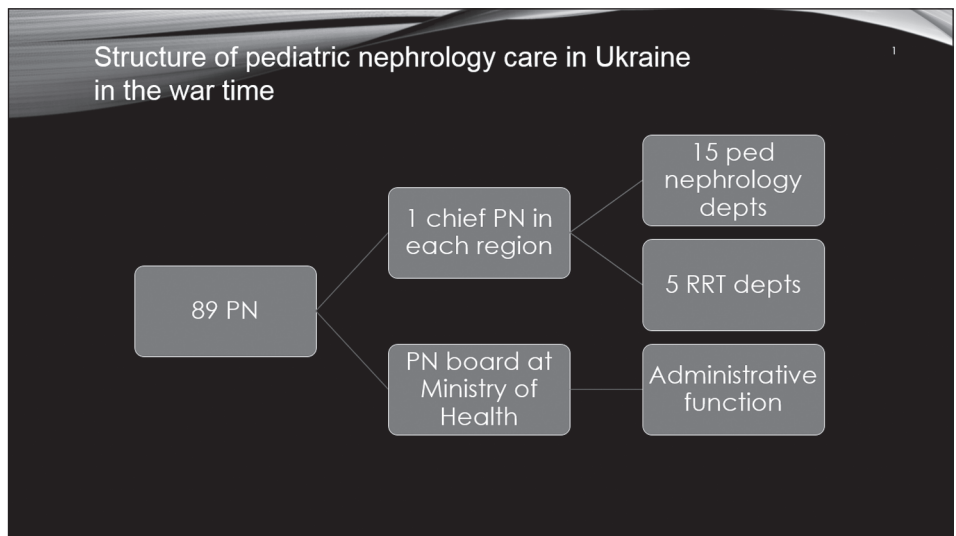 Structure of pediatric nephrology care in Ukraine
in the war time
1
89 PN
1 chief PN in
each region
15 ped
nephrology
depts
5 RRT depts
PN board at
Ministry of
Health
Administrative
function